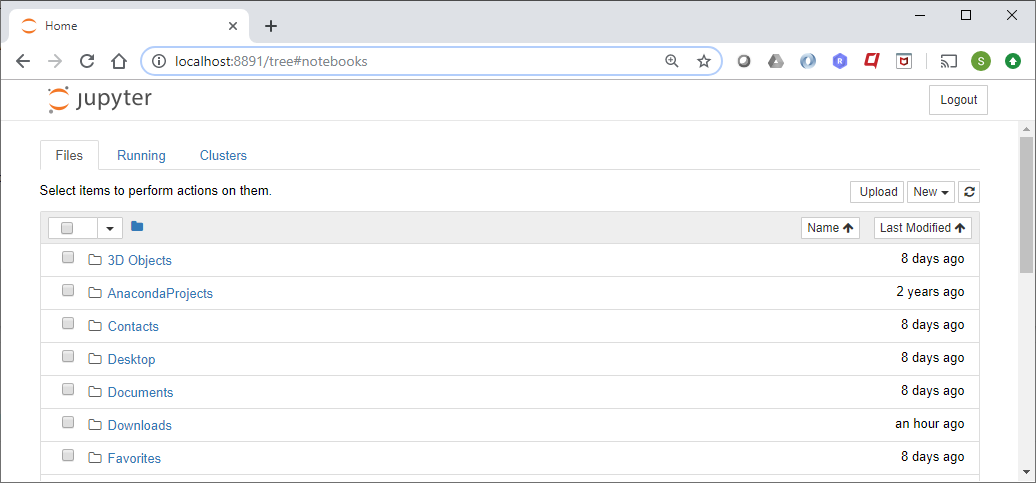 Home
localhost:8891/tree#notebooks
S
jupyter
Logout
Files Running Clusters
Select items to perform actions on them.
Upload New
Name Last Modified
3D Objects 8 days ago
AnacondaProjects 2 years ago
Contacts 8 days ago
Desktop 8 days ago
Documents 8 days ago
Downloads an hour ago
Favorites 8 days ago